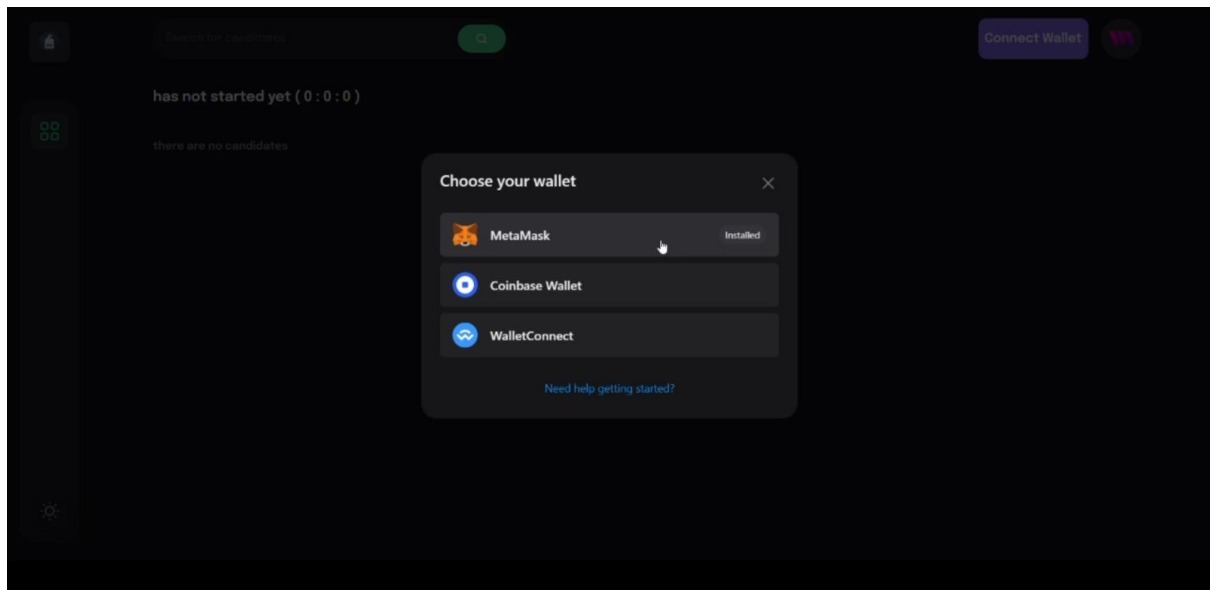 Search for candidates
Connect Wallet
has not started yet ( 0 : 0 : 0 )
there are no candidates
Choose your wallet
MetaMask
Installed
Coinbase Wallet
WalletConnect
Need help getting started?